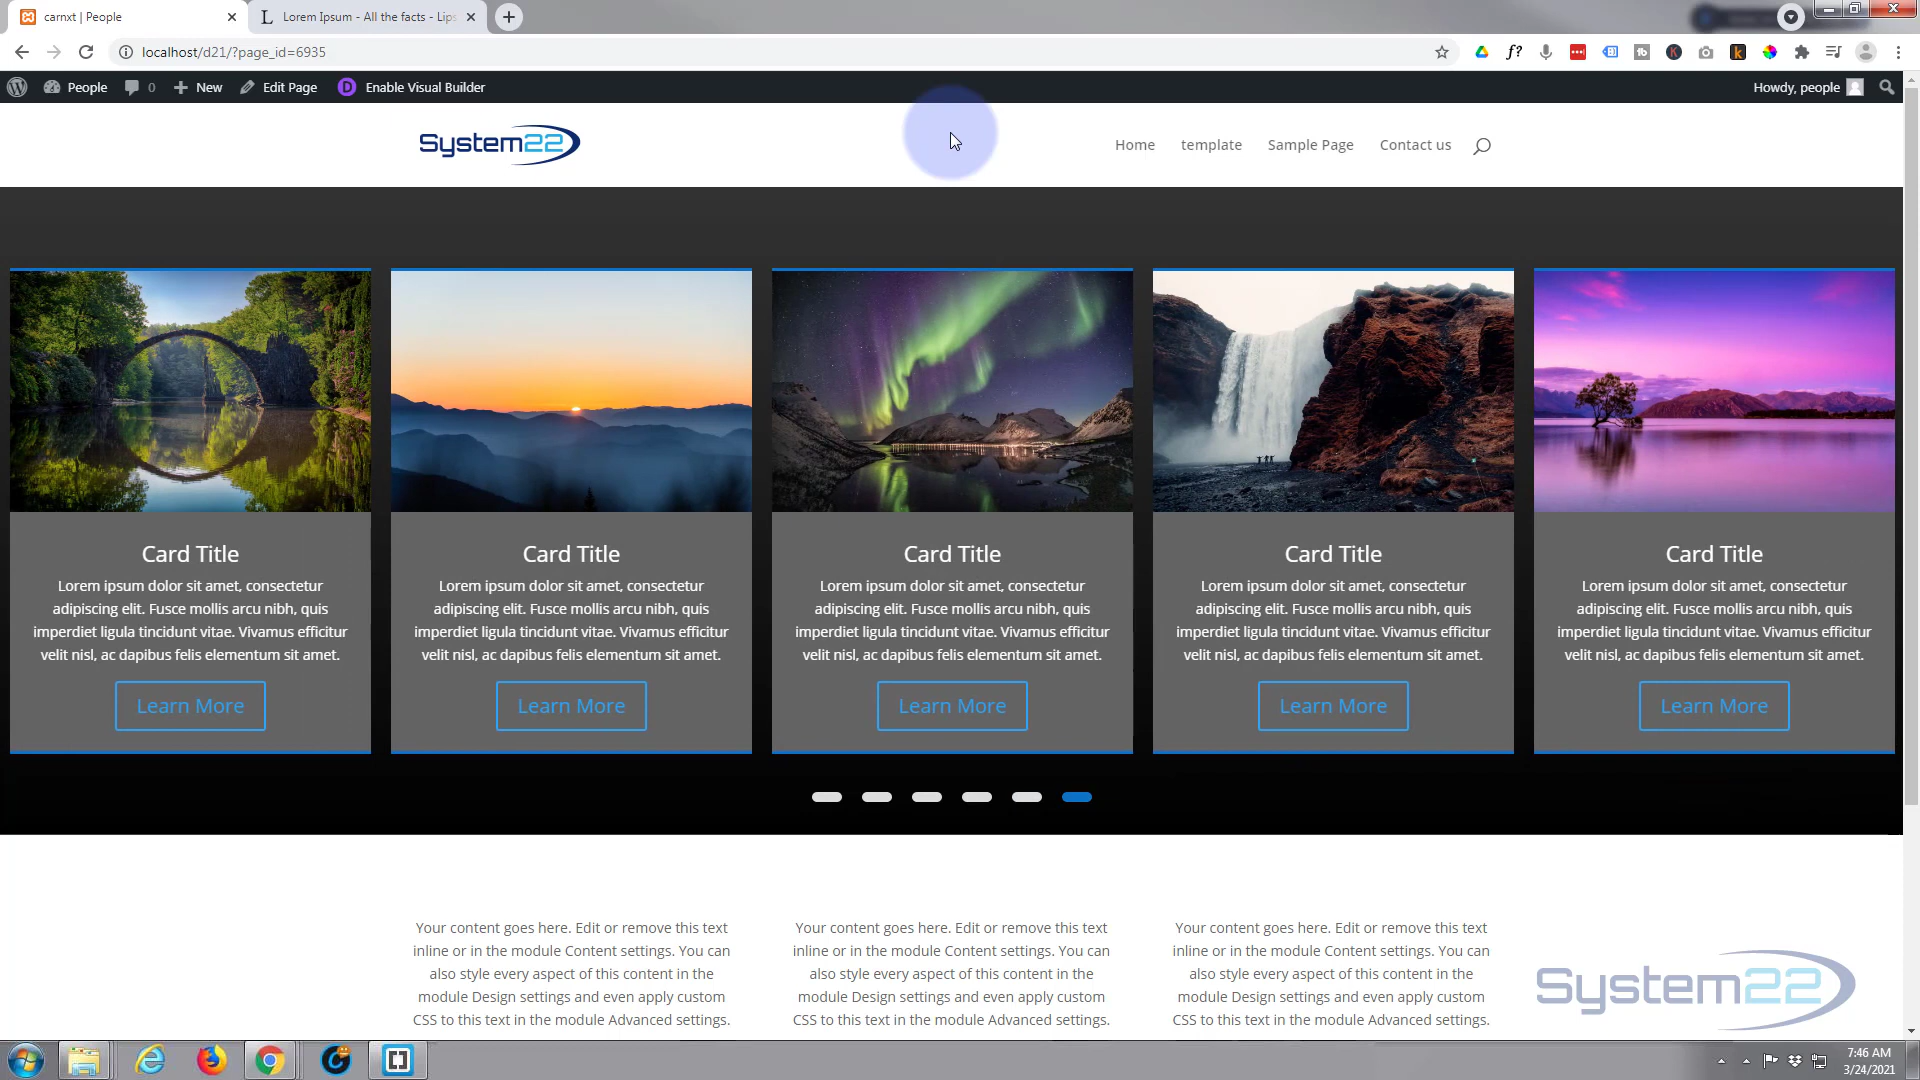 carnxt | People
Lorem Ipsum - All the facts - Lips
localhost/d21/?page_id=6935
People
0
New
Edit Page
Enable Visual Builder
Howdy, people
System22
Home
template
Sample Page
Contact us
Card Title
Lorem ipsum dolor sit amet, consectetur
adipiscing elit. Fusce mollis arcu nibh, quis
imperdiet ligula tincidunt vitae. Vivamus efficitur
velit nisl, ac dapibus felis elementum sit amet.
Learn More
Card Title
Lorem ipsum dolor sit amet, consectetur
adipiscing elit. Fusce mollis arcu nibh, quis
imperdiet ligula tincidunt vitae. Vivamus efficitur
velit nisl, ac dapibus felis elementum sit amet.
Learn More
Card Title
Lorem ipsum dolor sit amet, consectetur
adipiscing elit. Fusce mollis arcu nibh, quis
imperdiet ligula tincidunt vitae. Vivamus efficitur
velit nisl, ac dapibus felis elementum sit amet.
Learn More
Card Title
Lorem ipsum dolor sit amet, consectetur
adipiscing elit. Fusce mollis arcu nibh, quis
imperdiet ligula tincidunt vitae. Vivamus efficitur
velit nisl, ac dapibus felis elementum sit amet.
Learn More
Card Title
Lorem ipsum dolor sit amet, consectetur
adipiscing elit. Fusce mollis arcu nibh, quis
imperdiet ligula tincidunt vitae. Vivamus efficitur
velit nisl, ac dapibus felis elementum sit amet.
Learn More
Your content goes here. Edit or remove this text
inline or in the module Content settings. You can
also style every aspect of this content in the
module Design settings and even apply custom
CSS to this text in the module Advanced settings.
Your content goes here. Edit or remove this text
inline or in the module Content settings. You can
also style every aspect of this content in the
module Design settings and even apply custom
CSS to this text in the module Advanced settings.
Your content goes here. Edit or remove this text
inline or in the module Content settings. You can
also style every aspect of this content in the
module Design settings and even apply custom
CSS to this text in the module Advanced settings.
System22
7:46 AM
3/24/2021